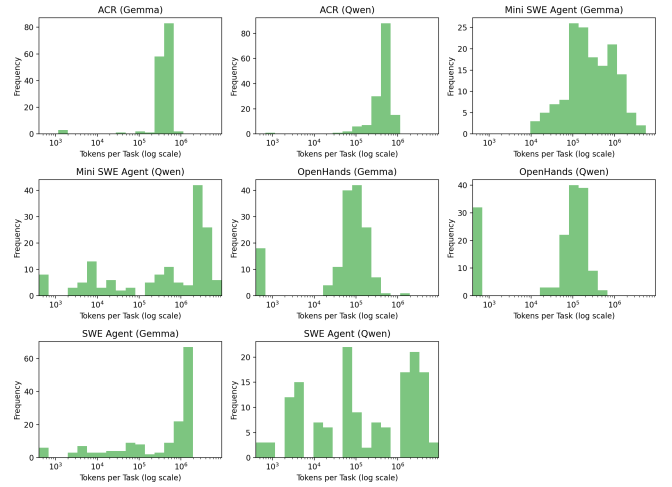 ACR (Gemma)
Frequency
80
60
40
20
0
10³ 10⁴ 10⁵ 10⁶
Tokens per Task (log scale)
ACR (Qwen)
Frequency
80
60
40
20
0
10³ 10⁴ 10⁵ 10⁶
Tokens per Task (log scale)
Mini SWE Agent (Gemma)
Frequency
25
20
15
10
5
0
10³ 10⁴ 10⁵ 10⁶
Tokens per Task (log scale)
Mini SWE Agent (Qwen)
Frequency
40
30
20
10
0
10³ 10⁴ 10⁵ 10⁶
Tokens per Task (log scale)
OpenHands (Gemma)
Frequency
40
30
20
10
0
10³ 10⁴ 10⁵ 10⁶
Tokens per Task (log scale)
OpenHands (Qwen)
Frequency
40
30
20
10
0
10³ 10⁴ 10⁵ 10⁶
Tokens per Task (log scale)
SWE Agent (Gemma)
Frequency
60
40
20
0
10³ 10⁴ 10⁵ 10⁶
Tokens per Task (log scale)
SWE Agent (Qwen)
Frequency
20
15
10
5
0
10³ 10⁴ 10⁵ 10⁶
Tokens per Task (log scale)